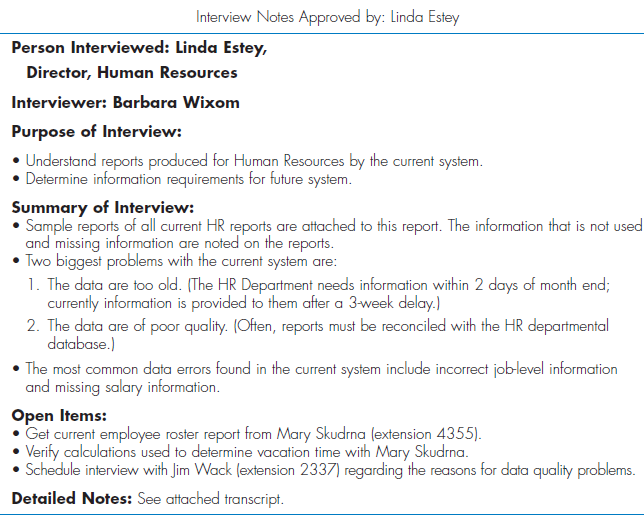 Interview Notes Approved by: Linda Estey
Person Interviewed: Linda Estey,
Director, Human Resources
Interviewer: Barbara Wixom
Purpose of Interview:
• Understand reports produced for Human Resources by the current system.
• Determine information requirements for future system.
Summary of Interview:
• Sample reports of all current HR reports are attached to this report. The information that is not used
and missing information are noted on the reports.
• Two biggest problems with the current system are:
1. The data are too old. (The HR Department needs information within 2 days of month end;
currently information is provided to them after a 3-week delay.)
2. The data are of poor quality. (Often, reports must be reconciled with the HR departmental
database.)
• The most common data errors found in the current system include incorrect job-level information
and missing salary information.
Open Items:
• Get current employee roster report from Mary Skudrna (extension 4355).
• Verify calculations used to determine vacation time with Mary Skudrna.
• Schedule interview with Jim Wack (extension 2337) regarding the reasons for data quality problems.
Detailed Notes: See attached transcript.